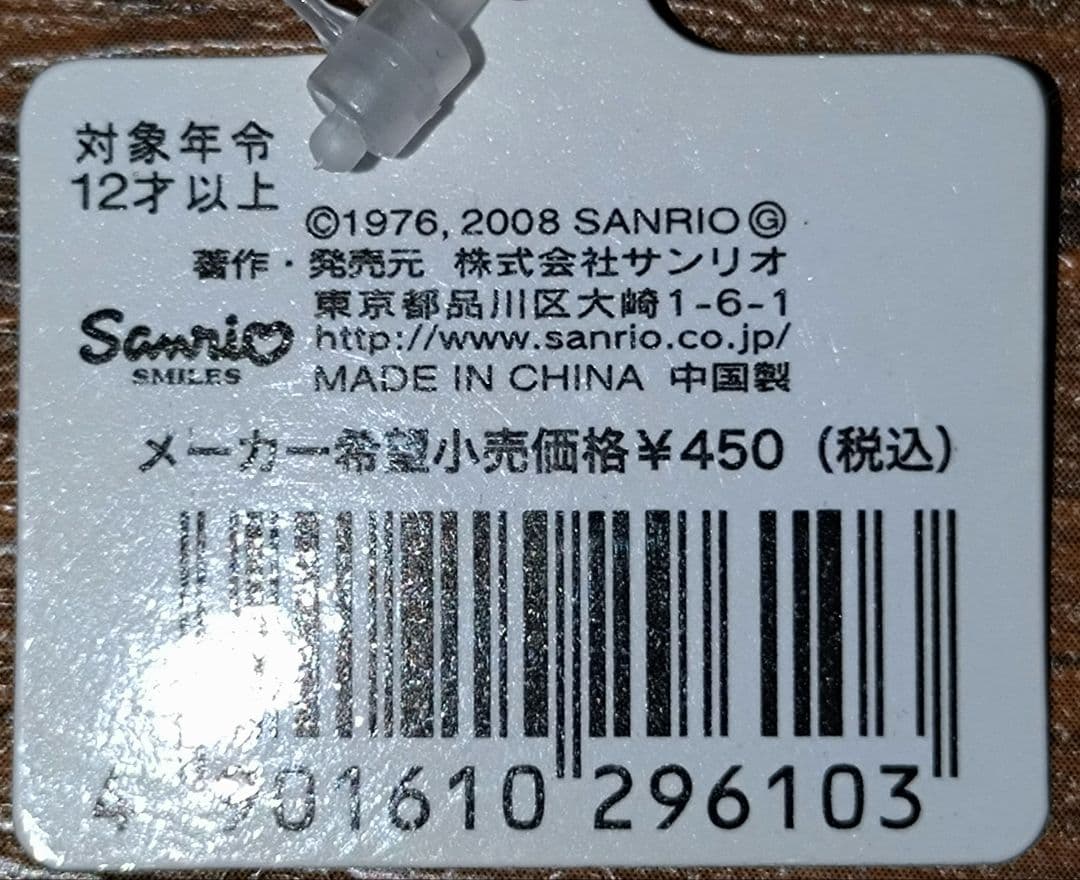 対象年令
12才以上
©1976, 2008 SANRIO Ⓖ
著作・発売元 株式会社サンリオ
東京都品川区大崎1-6-1
http://www.sanrio.co.jp/
Sanrio
SMILES
MADE IN CHINA 中国製
メーカー希望小売価格¥450（税込）
4 901610 296103